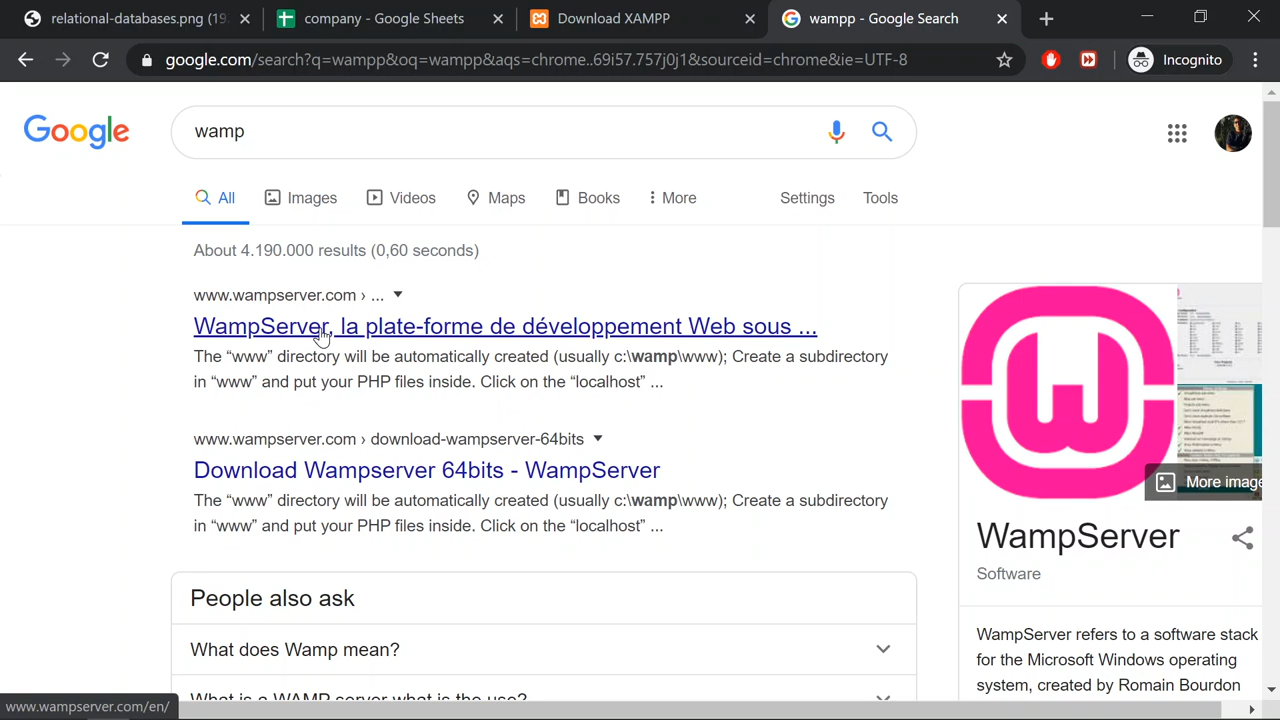 relational-databases.png (19
company - Google Sheets
Download XAMPP
wampp - Google Search
google.com/search?q=wampp&oq=wampp&aqs=chrome..69i57.757j0j1&sourceid=chrome&ie=UTF-8
Incognito
Google
wamp
All
Images
Videos
Maps
Books
More
Settings
Tools
About 4.190.000 results (0,60 seconds)
www.wampserver.com › ...
WampServer, la plate-forme de développement Web sous ...
The “www” directory will be automatically created (usually c:\wamp\www); Create a subdirectory
in “www” and put your PHP files inside. Click on the “localhost” ...
www.wampserver.com › download-wampserver-64bits
Download Wampserver 64bits - WampServer
The “www” directory will be automatically created (usually c:\wamp\www); Create a subdirectory
in “www” and put your PHP files inside. Click on the “localhost” ...
People also ask
What does Wamp mean?
What is a WAMP server what is the use?
More image
WampServer
Software
WampServer refers to a software stack
for the Microsoft Windows operating
system, created by Romain Bourdon
www.wampserver.com/en/